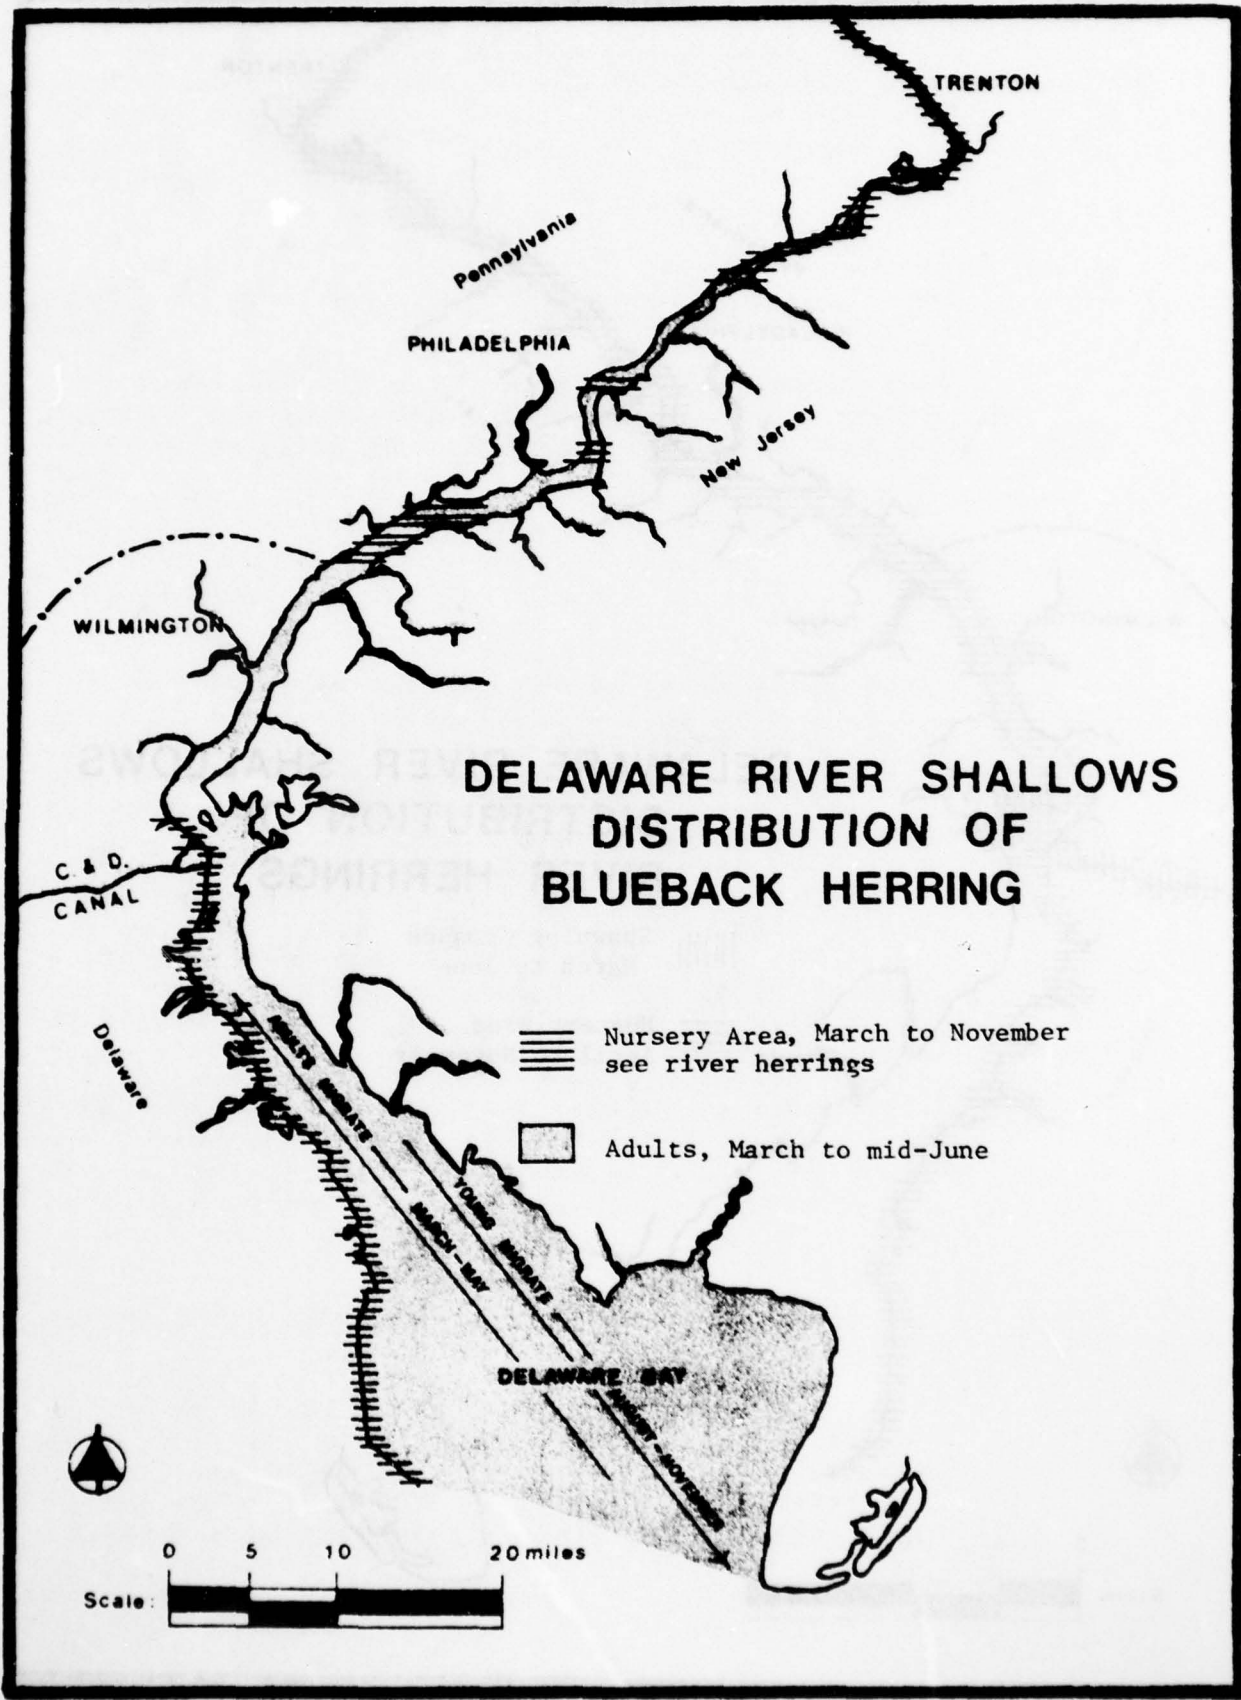 TRENTON
Pennsylvania
PHILADELPHIA
New Jersey
WILMINGTON
DELAWARE RIVER SHALLOWS
DISTRIBUTION OF
BLUEBACK HERRING
C. & D.
CANAL
Delaware
Nursery Area, March to November
see river herrings
Adults, March to mid-June
ADULTS MIGRATE
MARCH - MAY
YOUNG MIGRATE
AUGUST - NOVEMBER
DELAWARE BAY
0 5 10 20 miles
Scale: